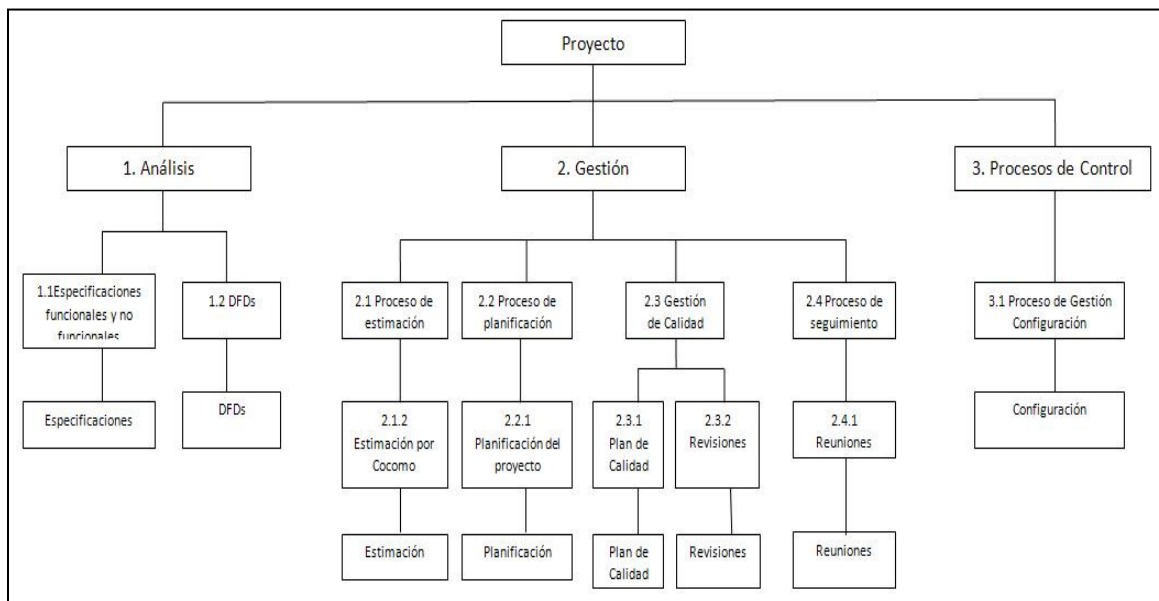 Proyecto
1. Análisis
2. Gestión
3. Procesos de Control
1.1Especificaciones
funcionales y no
funcionales
1.2 DFDs
2.1 Proceso de
estimación
2.2 Proceso de
planificación
2.3 Gestión
de Calidad
2.4 Proceso de
seguimiento
3.1 Proceso de Gestión
Configuración
Especificaciones
DFDs
2.1.2
Estimación por
Cocomo
2.2.1
Planificación del
proyecto
2.3.1
Plan de
Calidad
2.3.2
Revisiones
2.4.1
Reuniones
Configuración
Estimación
Planificación
Plan de
Calidad
Revisiones
Reuniones